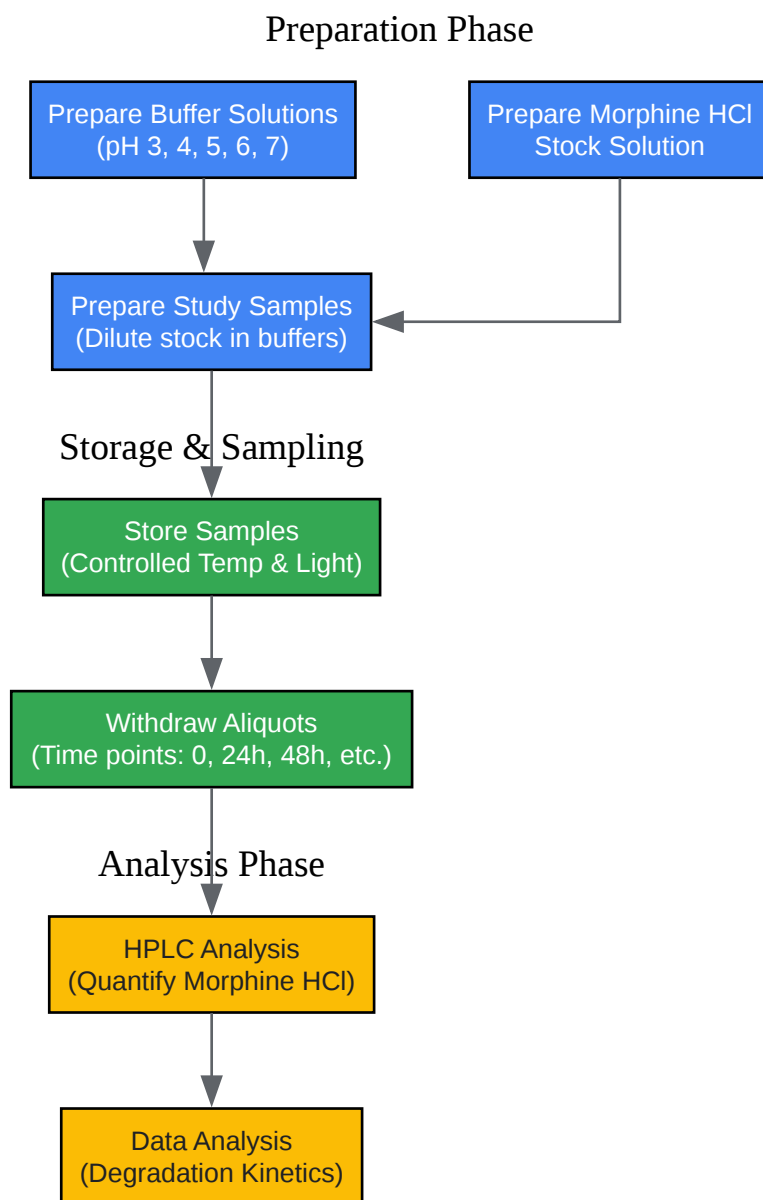 Preparation Phase
Prepare Buffer Solutions
(pH 3, 4, 5, 6, 7)
Prepare Morphine HCl
Stock Solution
Prepare Study Samples
(Dilute stock in buffers)
Storage & Sampling
Store Samples
(Controlled Temp & Light)
Withdraw Aliquots
(Time points: 0, 24h, 48h, etc.)
Analysis Phase
HPLC Analysis
(Quantify Morphine HCl)
Data Analysis
(Degradation Kinetics)